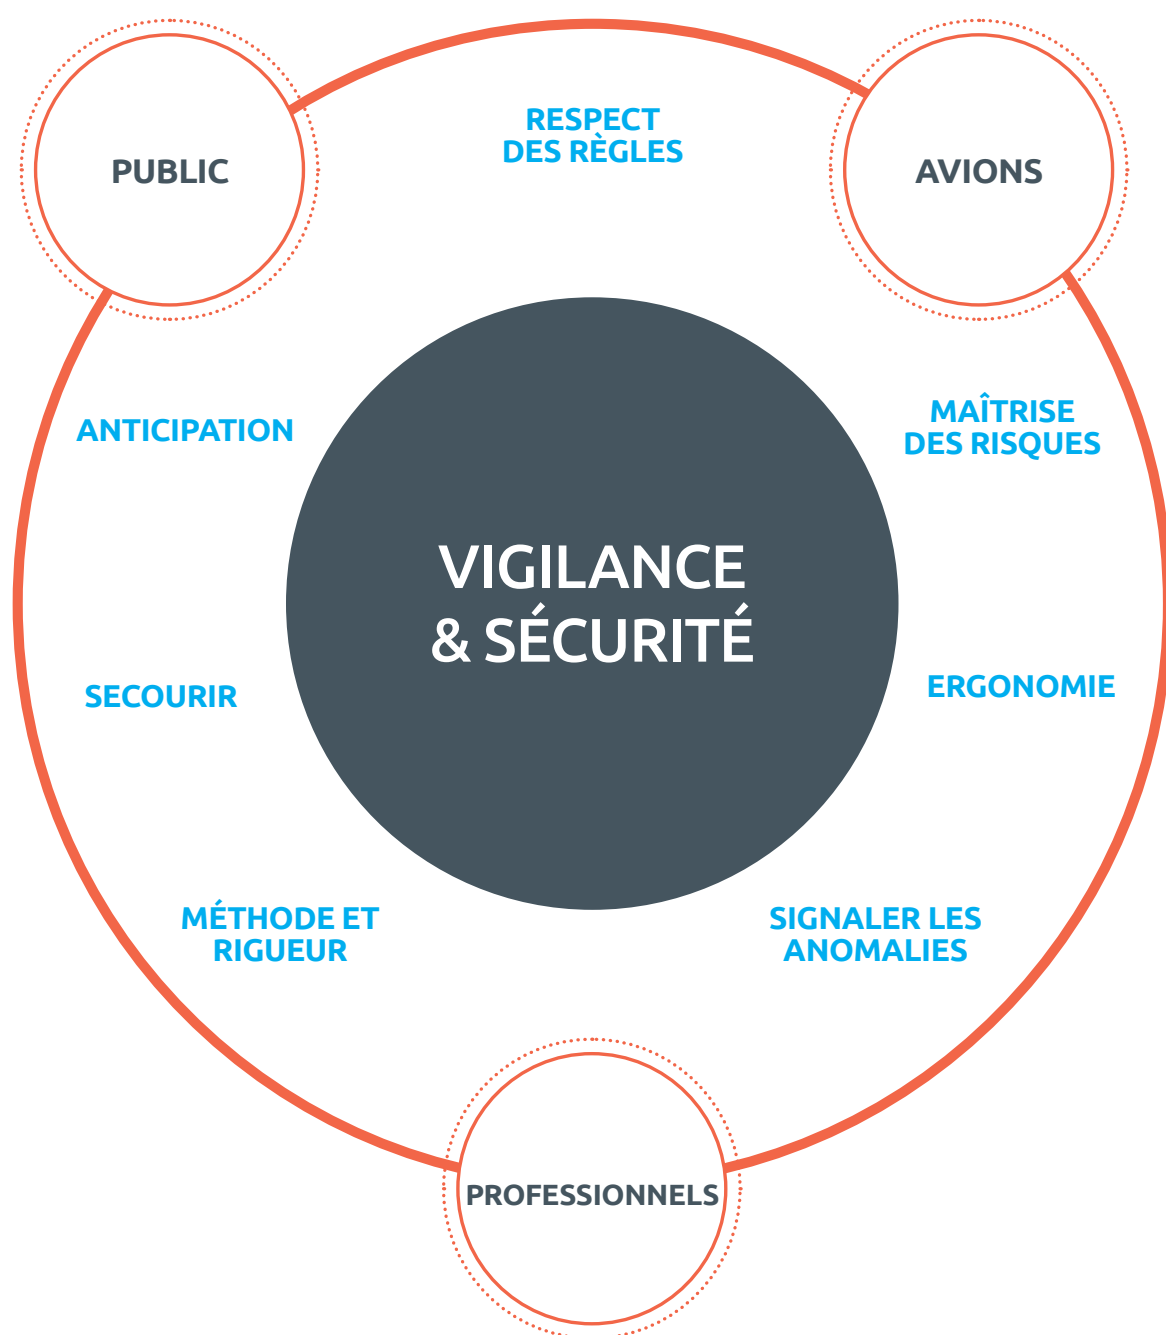 RESPECT
DES RÈGLES
PUBLIC
AVIONS
ANTICIPATION
MAÎTRISE
DES RISQUES
VIGILANCE
& SÉCURITÉ
SECOURIR
ERGONOMIE
MÉTHODE ET
RIGUEUR
SIGNALER LES
ANOMALIES
PROFESSIONNELS